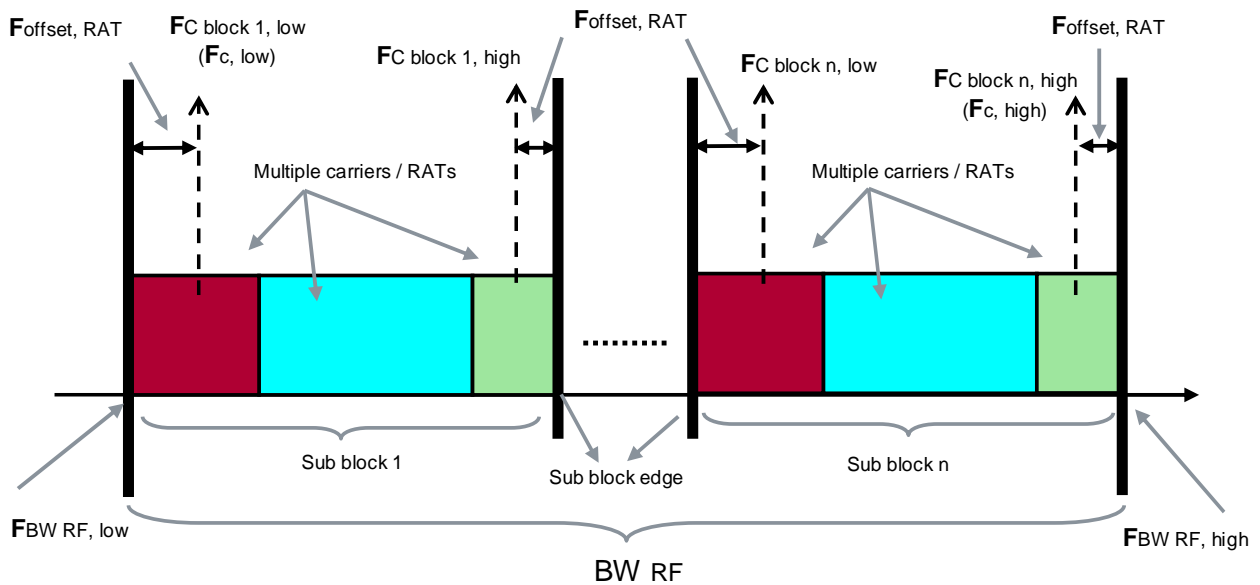 Foffset, RAT
FC block 1, low
(Fc, low)
FC block 1, high
Foffset, RAT
FC block n, low
Foffset, RAT
FC block n, high
(Fc, high)
Multiple carriers / RATs
Multiple carriers / RATs
Sub block 1
Sub block edge
Sub block n
FBW RF, low
FBW RF, high
BW RF